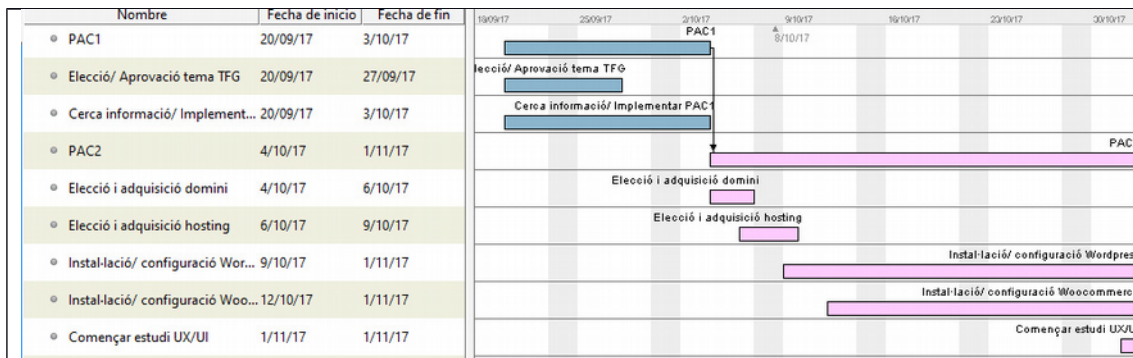 Nombre Fecha de inicio Fecha de fin
PAC1 20/09/17 3/10/17
Elecció/ Aprovació tema TFG 20/09/17 27/09/17
Cerca informació/ Implement... 20/09/17 3/10/17
PAC2 4/10/17 1/11/17
Elecció i adquisició domini 4/10/17 6/10/17
Elecció i adquisició hosting 6/10/17 9/10/17
Instal·lació/ configuració Wor... 9/10/17 1/11/17
Instal·lació/ configuració Woo... 12/10/17 1/11/17
Començar estudi UX/UI 1/11/17 1/11/17
18/09/17 25/09/17 2/10/17 9/10/17 16/10/17 23/10/17 30/10/17
PAC1
8/10/17
lecció/ Aprovació tema TFG
Cerca informació/ Implementar PAC1
PAC
Elecció i adquisició domini
Elecció i adquisició hosting
Instal·lació/ configuració Wordpres
Instal·lació/ configuració Woocommerc
Començar estudi UX/U